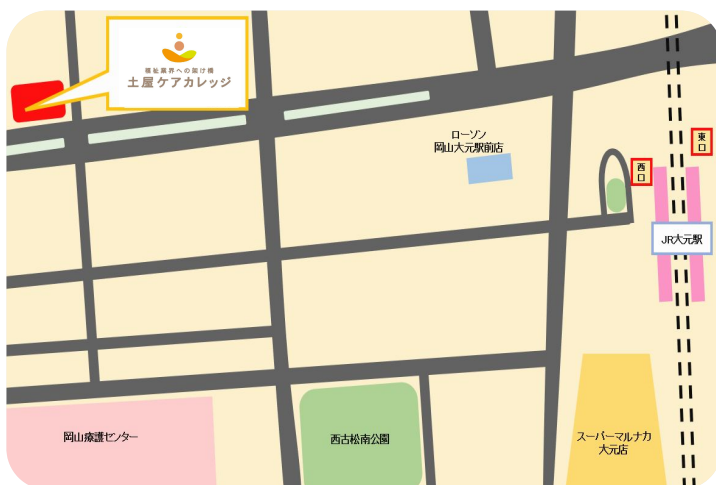 福祉業界への架け橋
土屋ケアカレッジ
ローソン
岡山大元駅前店
東口
西口
JR大元駅
岡山療護センター
西古松南公園
スーパーマルナカ
大元店